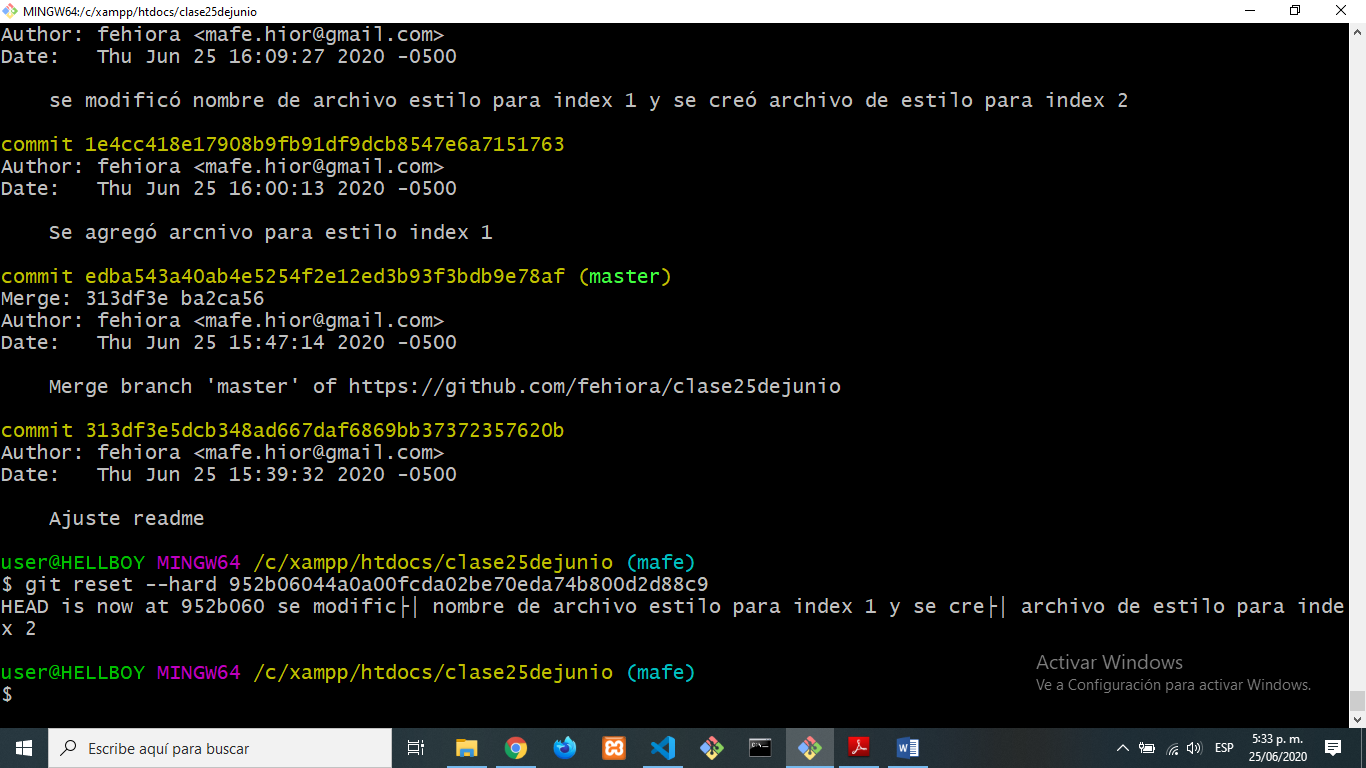 MINGW64:/c/xampp/htdocs/clase25dejunio
Author: fehiora <mafe.hior@gmail.com>
Date:   Thu Jun 25 16:09:27 2020 -0500
se modificó nombre de archivo estilo para index 1 y se creó archivo de estilo para index 2
commit 1e4cc418e17908b9fb91df9dcb8547e6a7151763
Author: fehiora <mafe.hior@gmail.com>
Date:   Thu Jun 25 16:00:13 2020 -0500
Se agregó arcnivo para estilo index 1
commit edba543a40ab4e5254f2e12ed3b93f3bdb9e78af (master)
Merge: 313df3e ba2ca56
Author: fehiora <mafe.hior@gmail.com>
Date:   Thu Jun 25 15:47:14 2020 -0500
Merge branch 'master' of https://github.com/fehiora/clase25dejunio
commit 313df3e5dcb348ad667daf6869bb37372357620b
Author: fehiora <mafe.hior@gmail.com>
Date:   Thu Jun 25 15:39:32 2020 -0500
Ajuste readme
user@HELLBOY MINGW64 /c/xampp/htdocs/clase25dejunio (mafe)
$ git reset --hard 952b06044a0a00fcda02be70eda74b800d2d88c9
HEAD is now at 952b060 se modific├│ nombre de archivo estilo para index 1 y se cre├│ archivo de estilo para inde
x 2
user@HELLBOY MINGW64 /c/xampp/htdocs/clase25dejunio (mafe)
$
Activar Windows
Ve a Configuración para activar Windows.
Escribe aquí para buscar
ESP
5:33 p. m.
25/06/2020